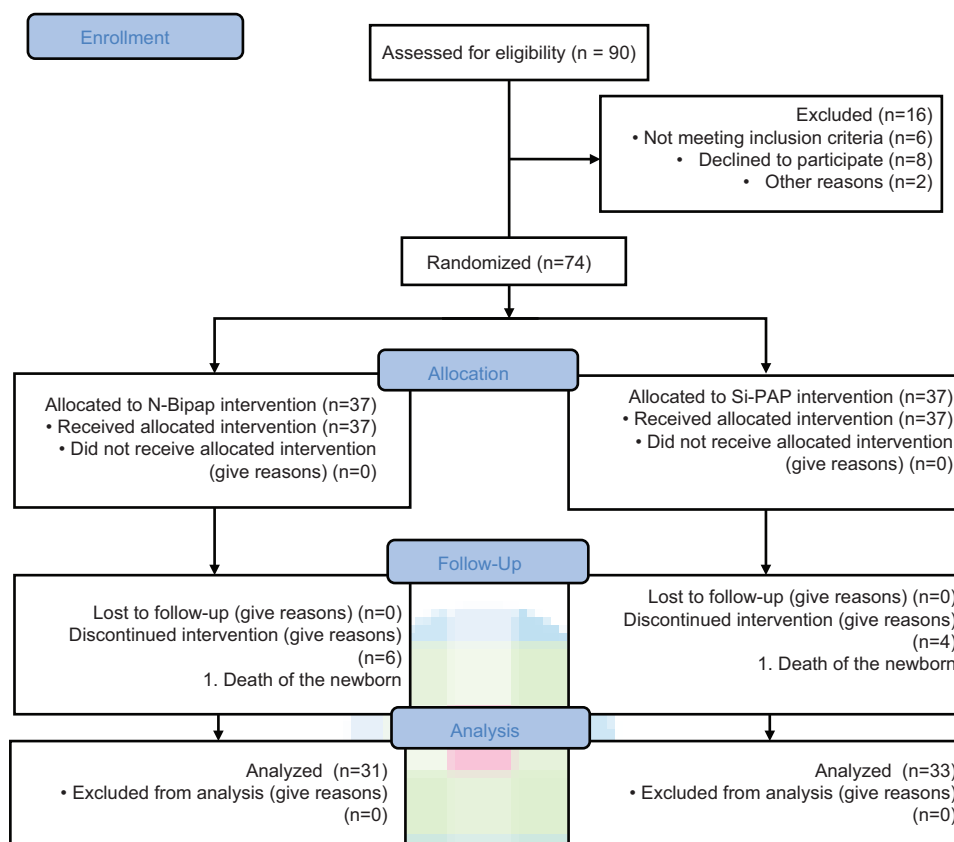 Enrollment
Assessed for eligibility (n = 90)
Excluded (n=16)
• Not meeting inclusion criteria (n=6)
• Declined to participate (n=8)
• Other reasons (n=2)
Randomized (n=74)
Allocation
Allocated to N-Bipap intervention (n=37)
• Received allocated intervention (n=37)
• Did not receive allocated intervention
(give reasons) (n=0)
Allocated to Si-PAP intervention (n=37)
• Received allocated intervention (n=37)
• Did not receive allocated intervention
(give reasons) (n=0)
Follow-Up
Lost to follow-up (give reasons) (n=0)
Discontinued intervention (give reasons)
(n=6)
1. Death of the newborn
Lost to follow-up (give reasons) (n=0)
Discontinued intervention (give reasons)
(n=4)
1. Death of the newborn
Analysis
Analyzed (n=31)
• Excluded from analysis (give reasons)
(n=0)
Analyzed (n=33)
• Excluded from analysis (give reasons)
(n=0)